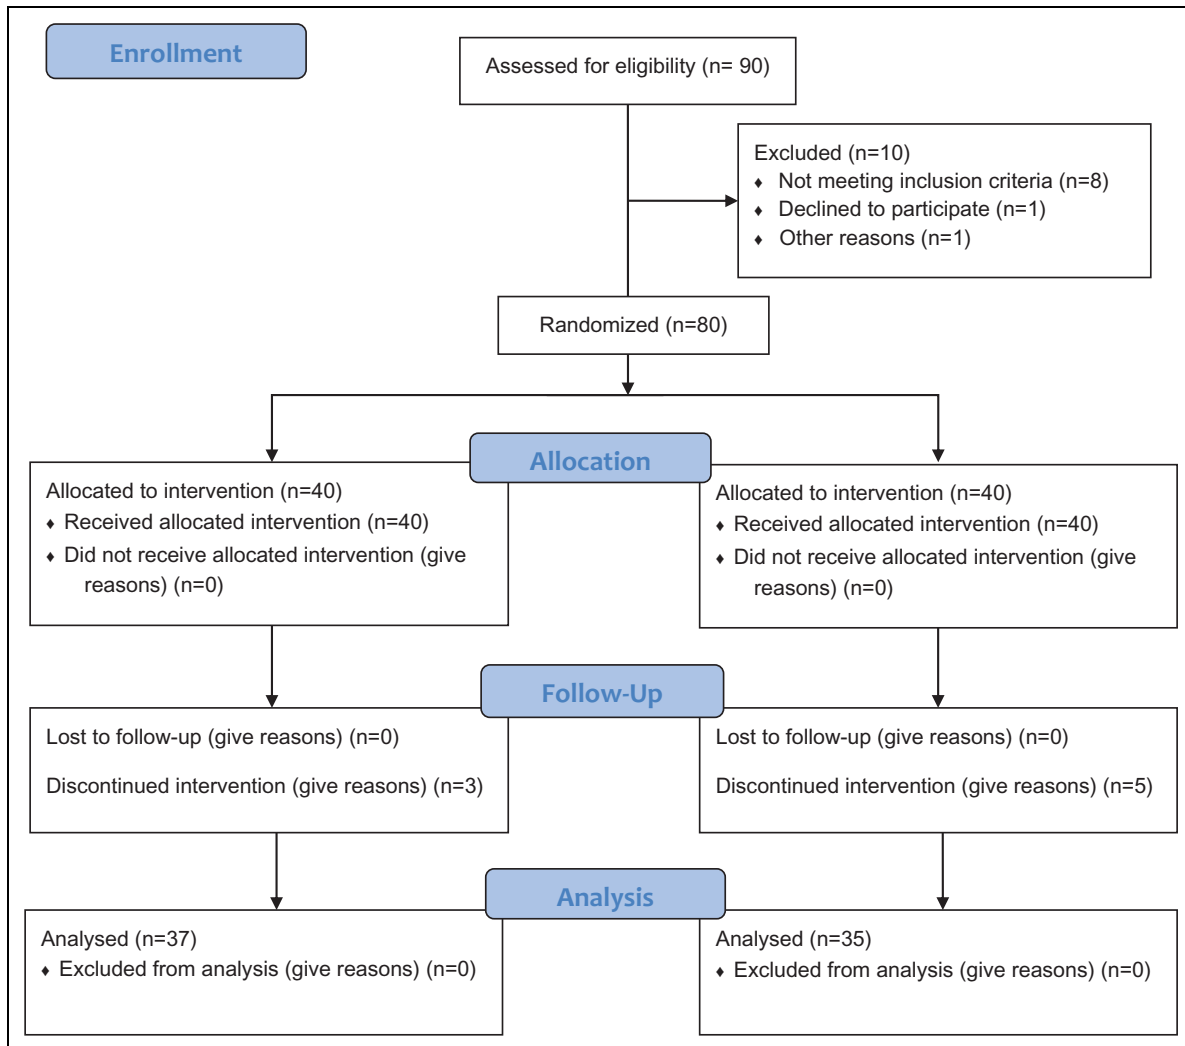 Enrollment
Assessed for eligibility (n= 90)
Excluded (n=10)
♦ Not meeting inclusion criteria (n=8)
♦ Declined to participate (n=1)
♦ Other reasons (n=1)
Randomized (n=80)
Allocation
Allocated to intervention (n=40)
♦ Received allocated intervention (n=40)
♦ Did not receive allocated intervention (give
reasons) (n=0)
Allocated to intervention (n=40)
♦ Received allocated intervention (n=40)
♦ Did not receive allocated intervention (give
reasons) (n=0)
Follow-Up
Lost to follow-up (give reasons) (n=0)
Discontinued intervention (give reasons) (n=3)
Lost to follow-up (give reasons) (n=0)
Discontinued intervention (give reasons) (n=5)
Analysis
Analysed (n=37)
♦ Excluded from analysis (give reasons) (n=0)
Analysed (n=35)
♦ Excluded from analysis (give reasons) (n=0)